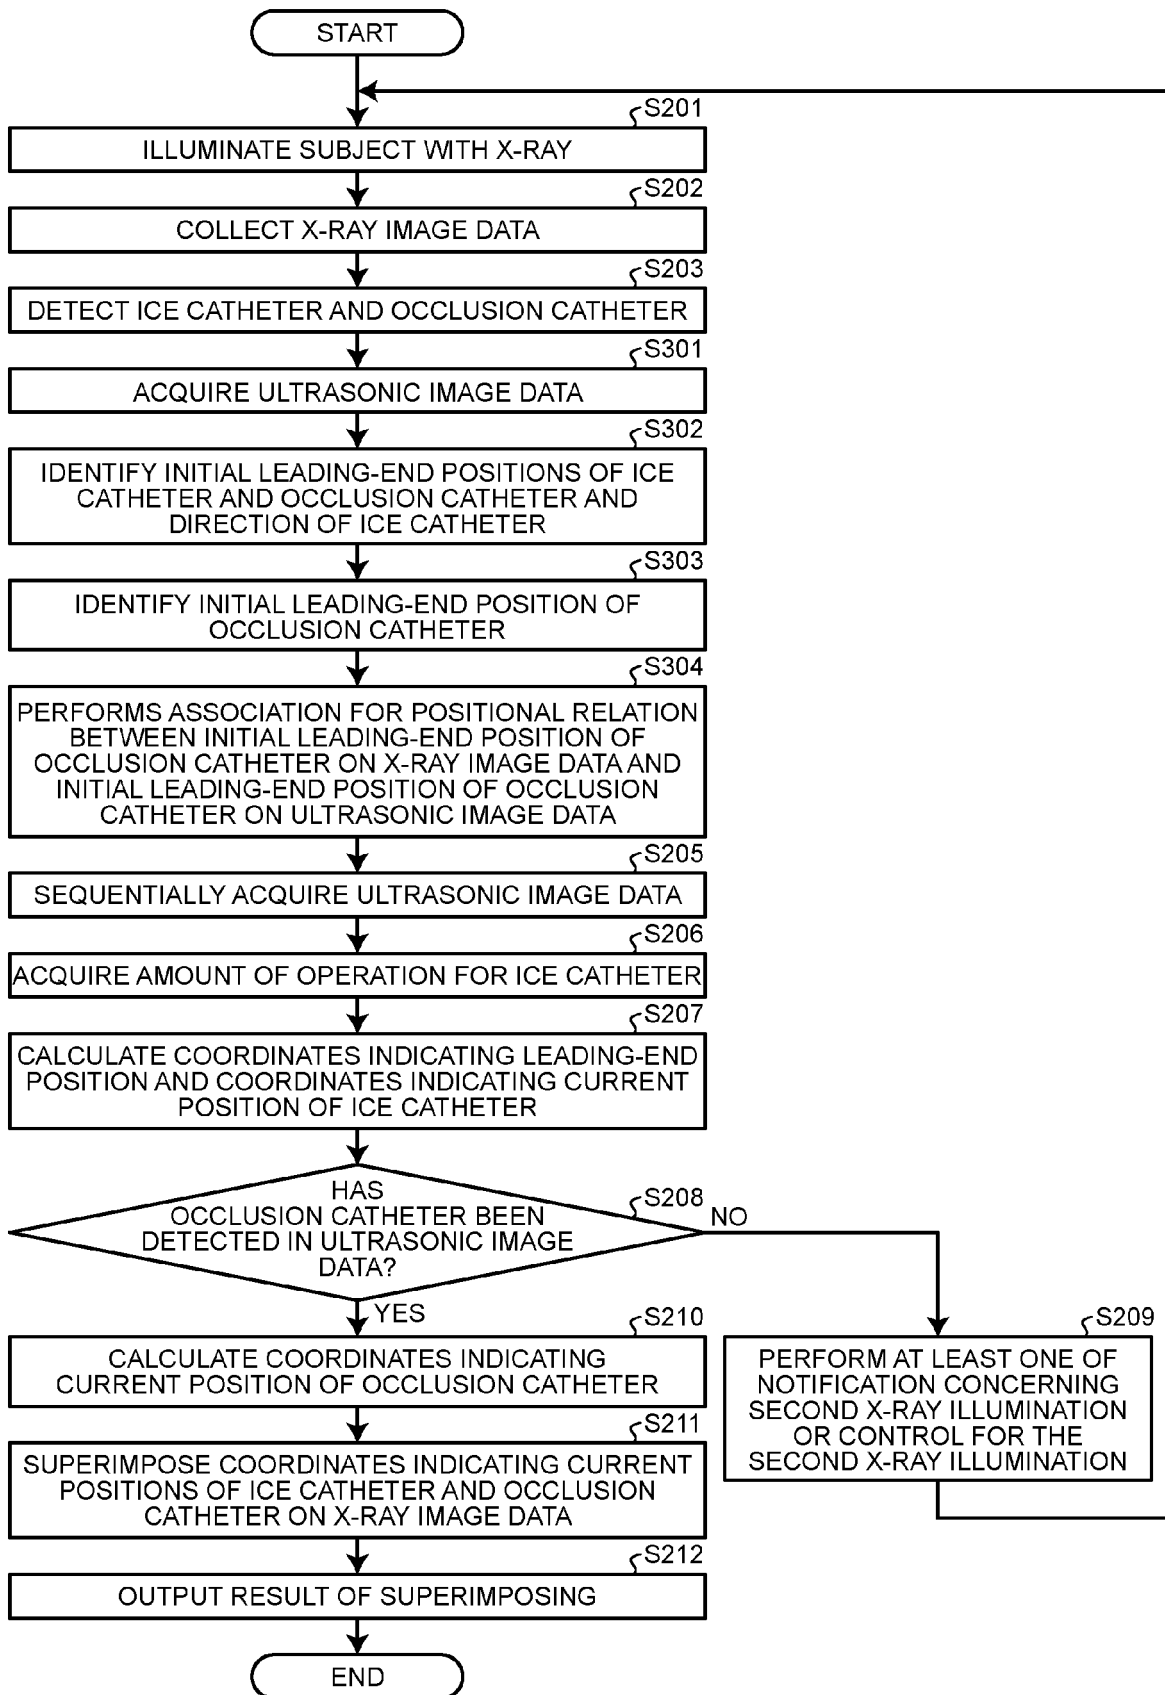 START
S201
ILLUMINATE SUBJECT WITH X-RAY
S202
COLLECT X-RAY IMAGE DATA
S203
DETECT ICE CATHETER AND OCCLUSION CATHETER
S301
ACQUIRE ULTRASONIC IMAGE DATA
S302
IDENTIFY INITIAL LEADING-END POSITIONS OF ICE
CATHETER AND OCCLUSION CATHETER AND
DIRECTION OF ICE CATHETER
S303
IDENTIFY INITIAL LEADING-END POSITION OF
OCCLUSION CATHETER
S304
PERFORMS ASSOCIATION FOR POSITIONAL RELATION
BETWEEN INITIAL LEADING-END POSITION OF
OCCLUSION CATHETER ON X-RAY IMAGE DATA AND
INITIAL LEADING-END POSITION OF OCCLUSION
CATHETER ON ULTRASONIC IMAGE DATA
S205
SEQUENTIALLY ACQUIRE ULTRASONIC IMAGE DATA
S206
ACQUIRE AMOUNT OF OPERATION FOR ICE CATHETER
S207
CALCULATE COORDINATES INDICATING LEADING-END
POSITION AND COORDINATES INDICATING CURRENT
POSITION OF ICE CATHETER
S208
HAS
OCCLUSION CATHETER BEEN
DETECTED IN ULTRASONIC IMAGE
DATA?
NO
YES
S210
CALCULATE COORDINATES INDICATING
CURRENT POSITION OF OCCLUSION CATHETER
S209
PERFORM AT LEAST ONE OF
NOTIFICATION CONCERNING
SECOND X-RAY ILLUMINATION
OR CONTROL FOR THE
SECOND X-RAY ILLUMINATION
S211
SUPERIMPOSE COORDINATES INDICATING CURRENT
POSITIONS OF ICE CATHETER AND OCCLUSION
CATHETER ON X-RAY IMAGE DATA
S212
OUTPUT RESULT OF SUPERIMPOSING
END